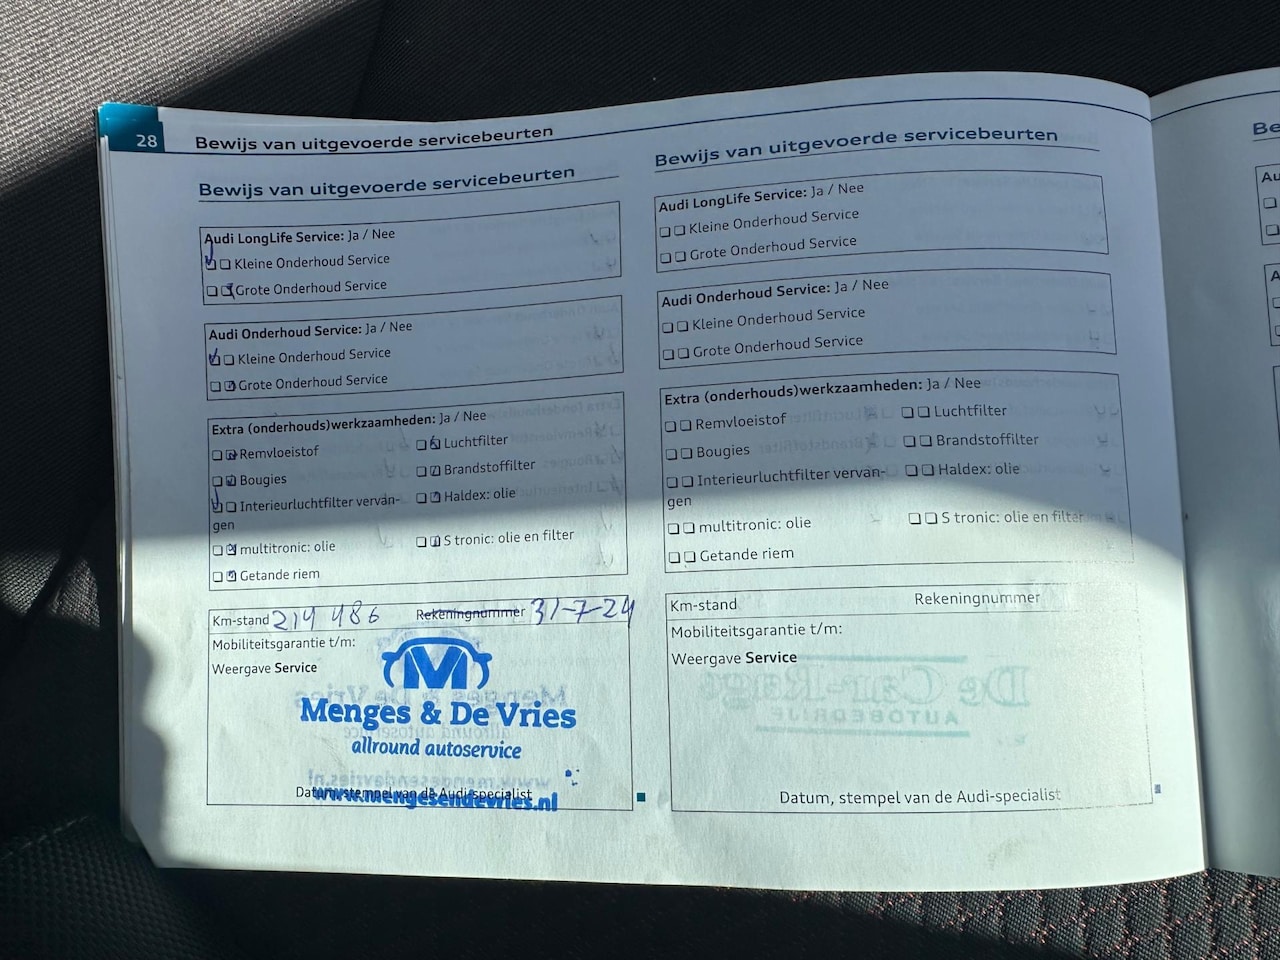 28
Bewijs van uitgevoerde servicebeurten
Bewijs van uitgevoerde servicebeurten
Audi LongLife Service: Ja / Nee
Kleine Onderhoud Service
Grote Onderhoud Service
Audi Onderhoud Service: Ja / Nee
Kleine Onderhoud Service
Grote Onderhoud Service
Extra (onderhouds)werkzaamheden: Ja / Nee
Remvloeistof
Luchtfilter
Bougies
Brandstoffilter
Interieurluchtfilter vervan-
gen
Haldex: olie
multitronic: olie
S tronic: olie en filter
Getande riem
Km-stand 214 486
Rekeningnummer 31-7-24
Mobiliteitsgarantie t/m:
Weergave Service
Menges & De Vries
allround autoservice
Datum, stempel van de Audi-specialist
www.mengesendevries.nl
Bewijs van uitgevoerde servicebeurten
Audi LongLife Service: Ja / Nee
Kleine Onderhoud Service
Grote Onderhoud Service
Audi Onderhoud Service: Ja / Nee
Kleine Onderhoud Service
Grote Onderhoud Service
Extra (onderhouds)werkzaamheden: Ja / Nee
Remvloeistof
Luchtfilter
Bougies
Brandstoffilter
Interieurluchtfilter vervan-
gen
Haldex: olie
multitronic: olie
S tronic: olie en filter
Getande riem
Km-stand
Rekeningnummer
Mobiliteitsgarantie t/m:
Weergave Service
Datum, stempel van de Audi-specialist
Be
Au
A